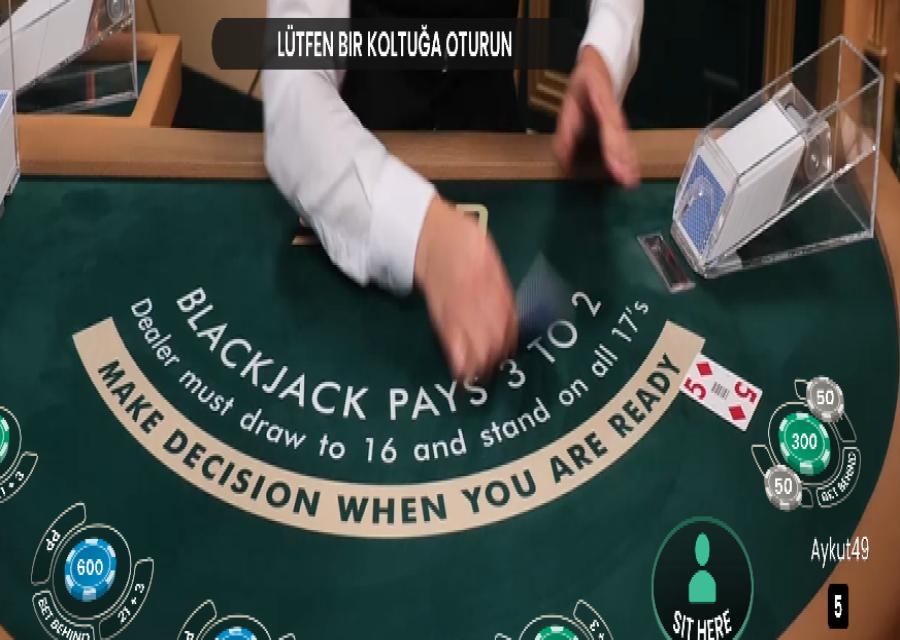 LÜTFEN BIR KOLTUĞA OTURUN
BLACKJACK PAYS 3 TO 2
Dealer must draw to 16 and stand on all 17's
MAKE DECISION WHEN YOU ARE READY
5
5
50
300
50
BET BEHIND
Aykut49
5
SIT HERE
PP
600
21 + 3
BET BEHIND